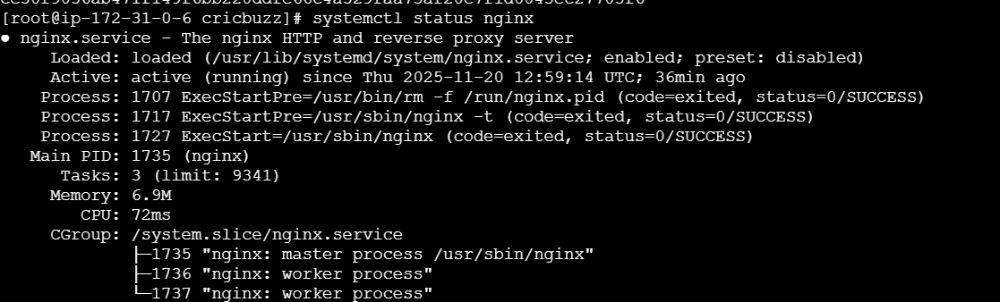 [root@ip-172-31-0-6 cricbuzz]# systemctl status nginx
● nginx.service - The nginx HTTP and reverse proxy server
     Loaded: loaded (/usr/lib/systemd/system/nginx.service; enabled; preset: disabled)
     Active: active (running) since Thu 2025-11-20 12:59:14 UTC; 36min ago
    Process: 1707 ExecStartPre=/usr/bin/rm -f /run/nginx.pid (code=exited, status=0/SUCCESS)
    Process: 1717 ExecStartPre=/usr/sbin/nginx -t (code=exited, status=0/SUCCESS)
    Process: 1727 ExecStart=/usr/sbin/nginx (code=exited, status=0/SUCCESS)
   Main PID: 1735 (nginx)
      Tasks: 3 (limit: 9341)
     Memory: 6.9M
        CPU: 72ms
     CGroup: /system.slice/nginx.service
             ├─1735 "nginx: master process /usr/sbin/nginx"
             ├─1736 "nginx: worker process"
             └─1737 "nginx: worker process"